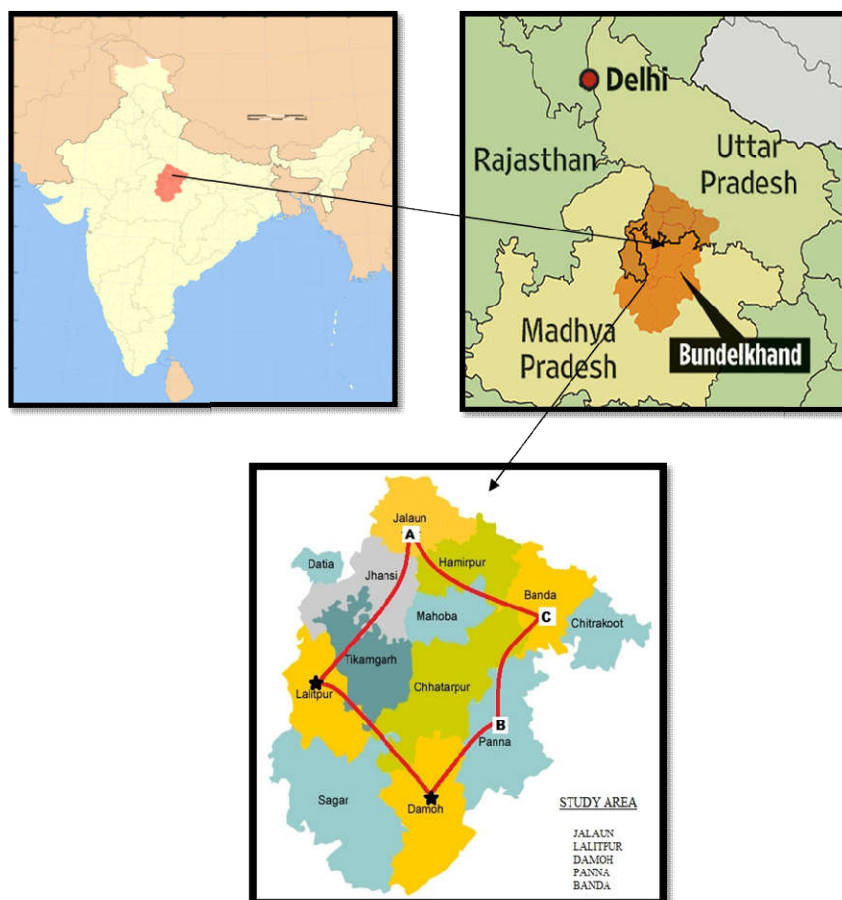 Delhi
Rajasthan
Uttar
Pradesh
Madhya
Pradesh
Bundelkhand
Jalaun
A
Datia
Jhansi
Hamirpur
Banda
Mahoba
C
Chitrakoot
Tikamgarh
Lalitpur
Chhatarpur
B
Panna
Sagar
Damoh
STUDY AREA
JALAUN
LALITPUR
DAMOH
PANNA
BANDA